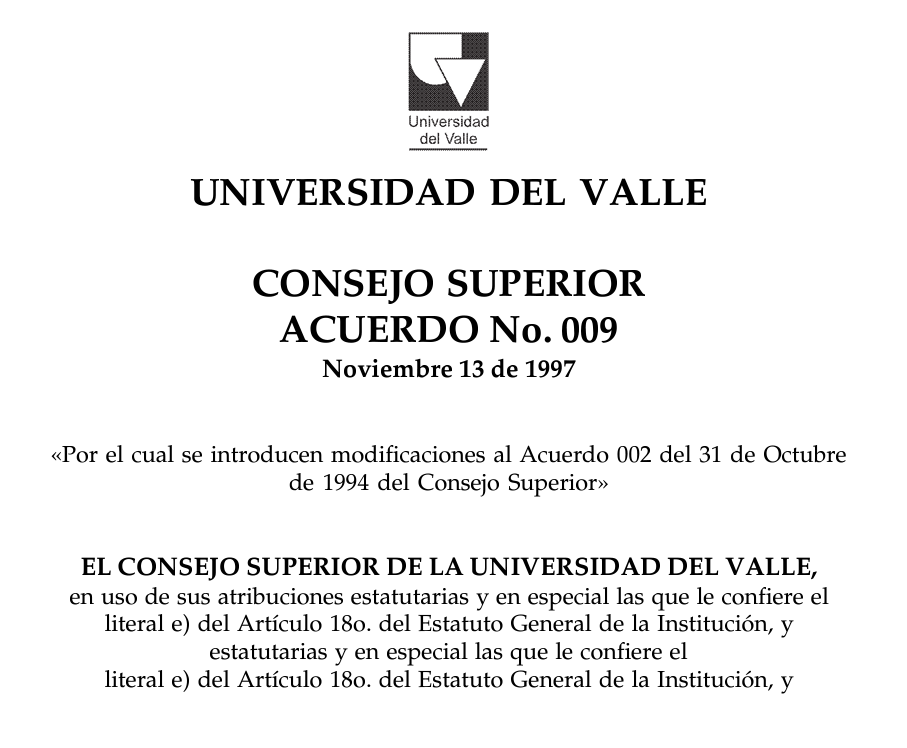 Universidad
del Valle
UNIVERSIDAD DEL VALLE
CONSEJO SUPERIOR
ACUERDO No. 009
Noviembre 13 de 1997
«Por el cual se introducen modificaciones al Acuerdo 002 del 31 de Octubre
de 1994 del Consejo Superior»
EL CONSEJO SUPERIOR DE LA UNIVERSIDAD DEL VALLE,
en uso de sus atribuciones estatutarias y en especial las que le confiere el
literal e) del Artículo 18o. del Estatuto General de la Institución, y
estatutarias y en especial las que le confiere el
literal e) del Artículo 18o. del Estatuto General de la Institución, y